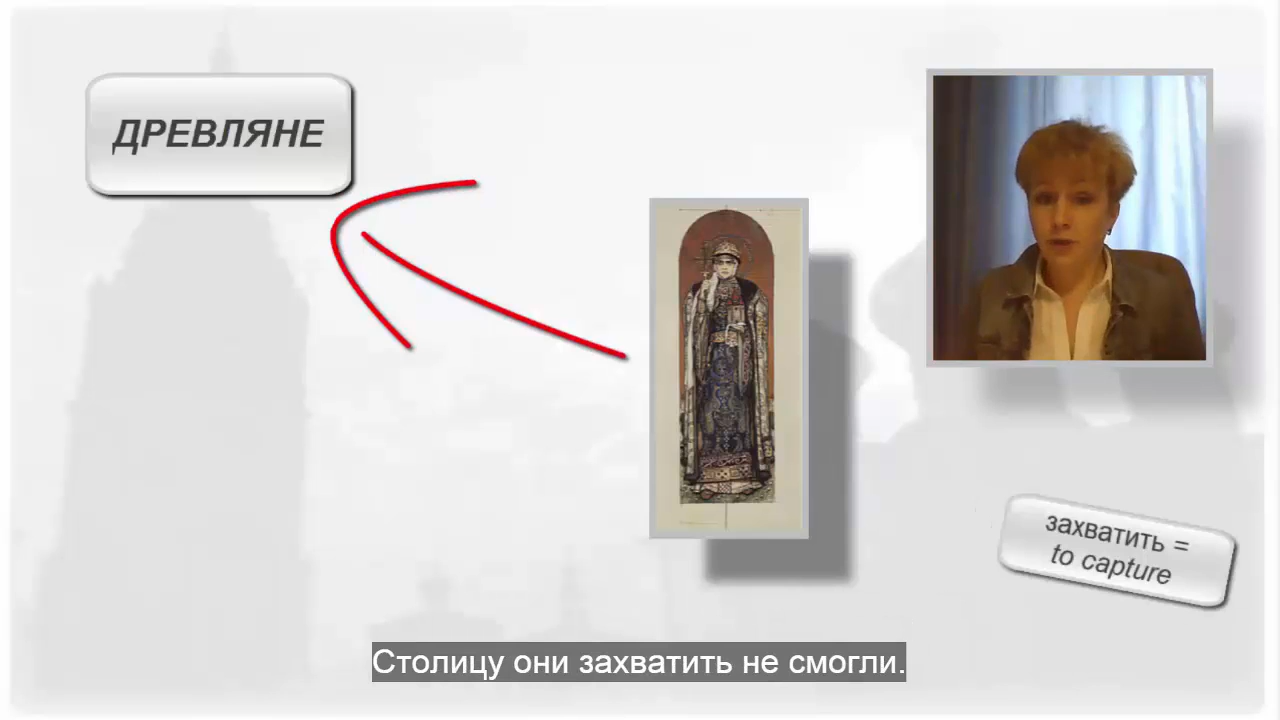 ДРЕВЛЯНЕ
захватить =
to capture
Столицу они захватить не смогли.